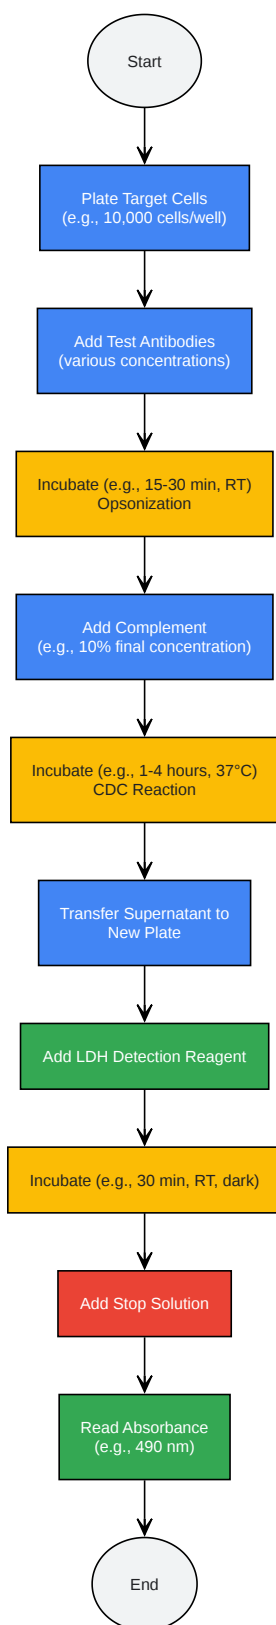 Start
Plate Target Cells
(e.g., 10,000 cells/well)
Add Test Antibodies
(various concentrations)
Incubate (e.g., 15-30 min, RT)
Opsonization
Add Complement
(e.g., 10% final concentration)
Incubate (e.g., 1-4 hours, 37°C)
CDC Reaction
Transfer Supernatant to
New Plate
Add LDH Detection Reagent
Incubate (e.g., 30 min, RT, dark)
Add Stop Solution
Read Absorbance
(e.g., 490 nm)
End